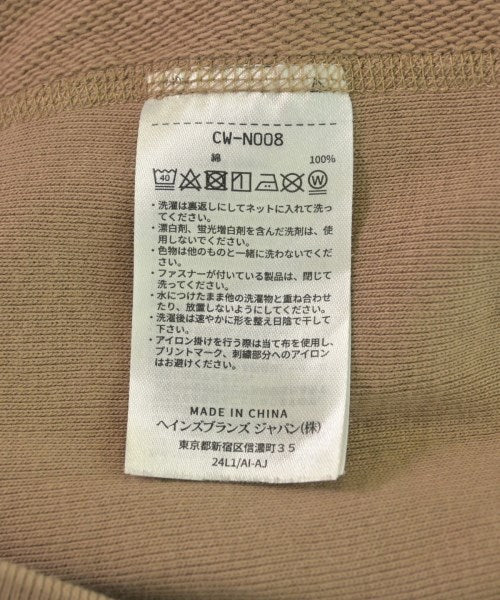 CW-N008
綿 100%
40
・洗濯は裏返しにしてネットに入れて洗っ
てください。
・漂白剤、蛍光増白剤を含んだ洗剤は、使
用しないでください。
・色物は他のものと一緒に洗わないでくだ
さい。
・ファスナーが付いている製品は、閉じて
洗ってください。
・水につけたまま他の洗濯物と重ね合わせ
たり、放置しないようにしてください。
・洗濯後は速やかに形を整え日陰で干して
下さい。
・アイロン掛けを行う際は当て布を使用し、
プリントマーク、刺繍部分へのアイロン
はお避けください。
MADE IN CHINA
ヘインズブランズ ジャパン(株)
東京都新宿区信濃町35
24L1/AI-AJ